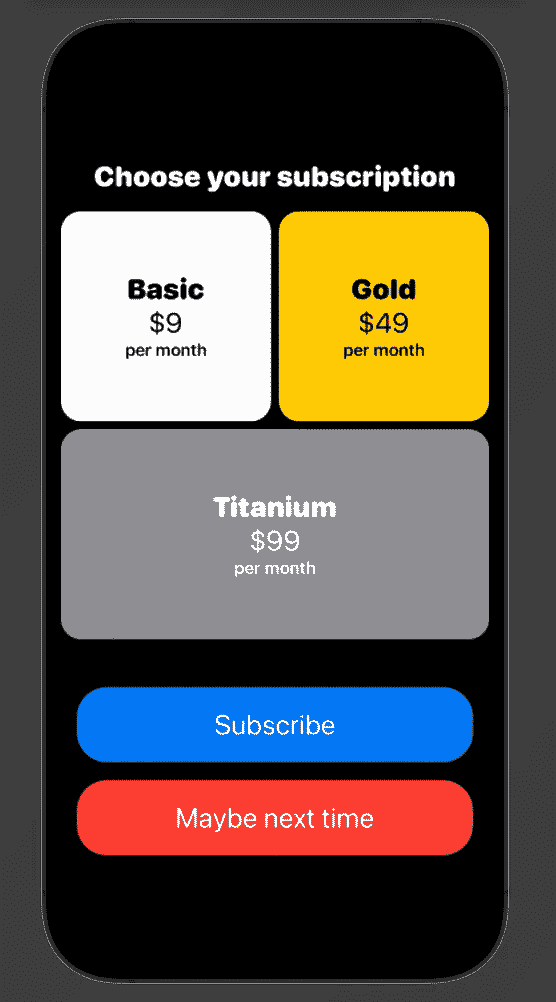 Choose your subscription
Basic
$9
per month
Gold
$49
per month
Titanium
$99
per month
Subscribe
Maybe next time